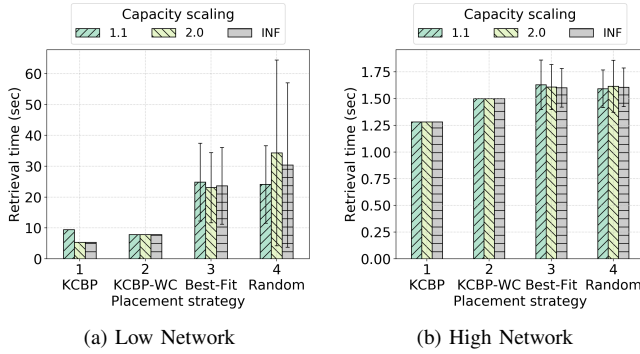 Capacity scaling
1.1 2.0 INF
Retrieval time (sec)
60
50
40
30
20
10
0
1 2 3 4
KCBP KCBP-WC Best-Fit Random
Placement strategy
(a) Low Network
Capacity scaling
1.1 2.0 INF
Retrieval time (sec)
1.75
1.50
1.25
1.00
0.75
0.50
0.25
0.00
1 2 3 4
KCBP KCBP-WC Best-Fit Random
Placement strategy
(b) High Network